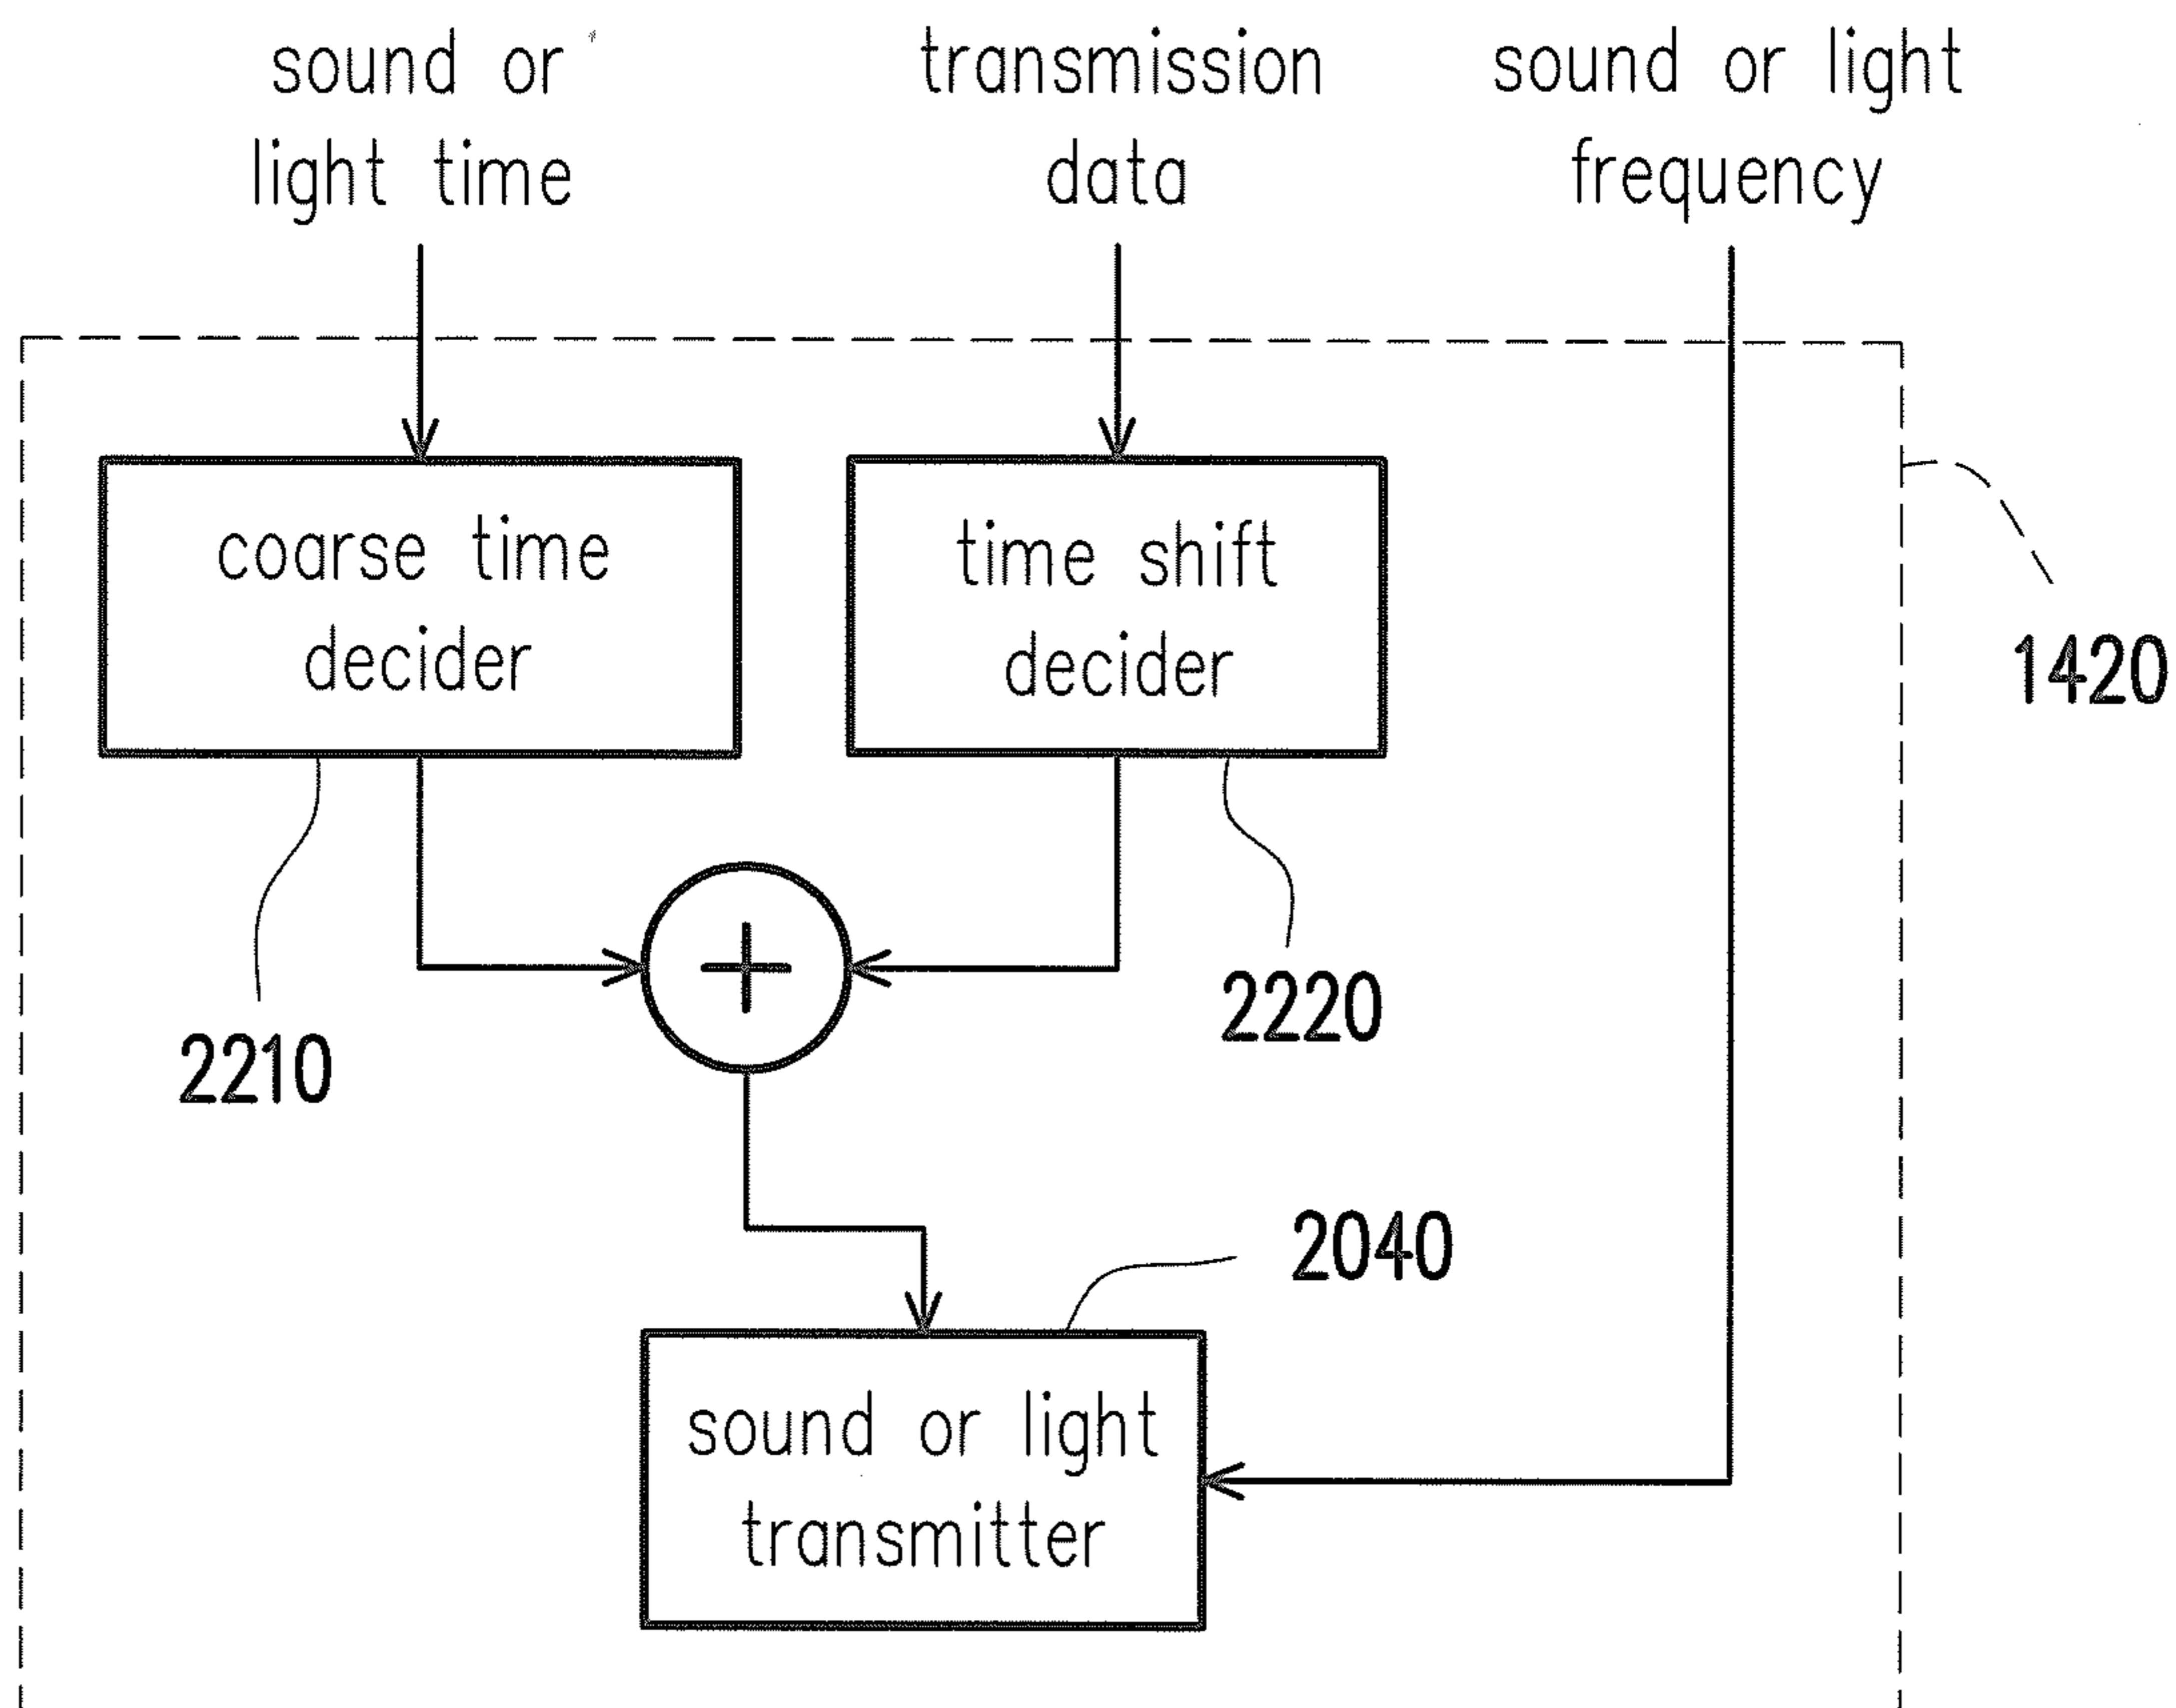 sound or
light time
transmission
data
sound or light
frequency
coarse time
decider
time shift
decider
1420
2210
2220
+
2040
sound or light
transmitter